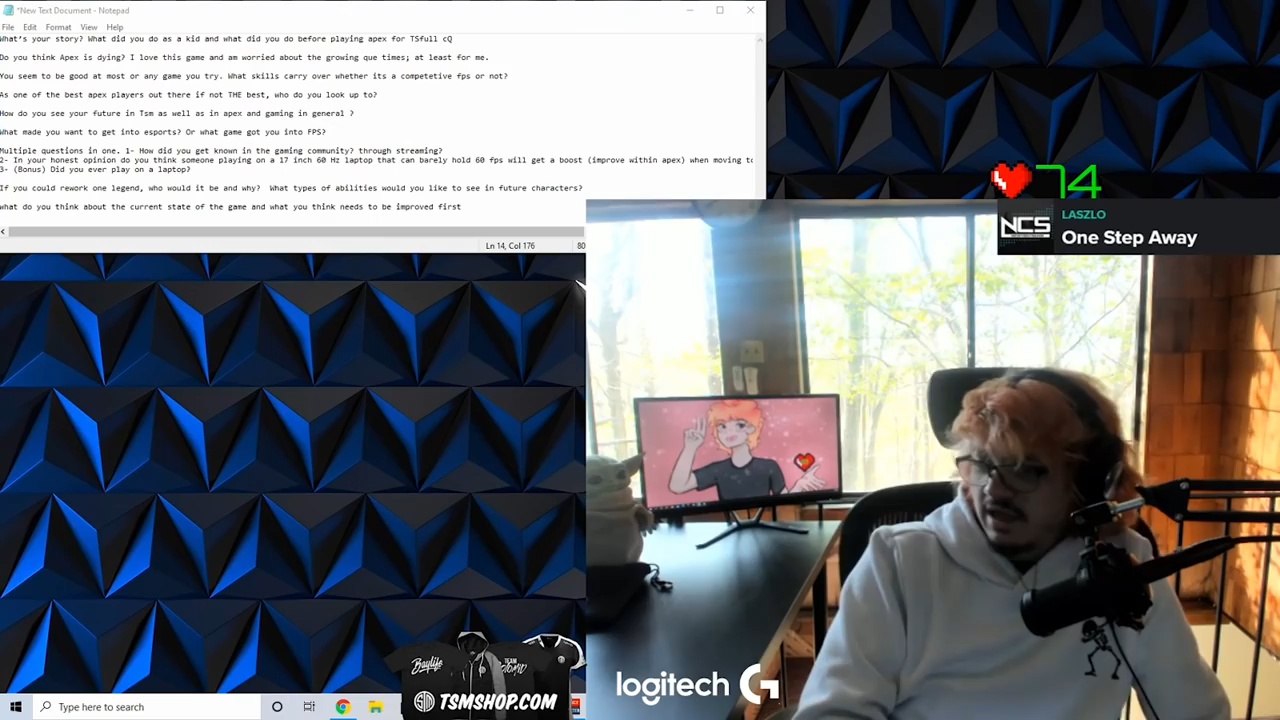 *New Text Document - Notepad
File Edit Format View Help
What's your story? What did you do as a kid and what did you do before playing apex for TSfull cQ
Do you think Apex is dying? I love this game and am worried about the growing que times; at least for me.
You seem to be good at most or any game you try. What skills carry over whether its a competetive fps or not?
As one of the best apex players out there if not THE best, who do you look up to?
How do you see your future in Tsm as well as in apex and gaming in general ?
What made you want to get into esports? Or what game got you into FPS?
Multiple questions in one. 1- How did you get known in the gaming community? through streaming?
2- In your honest opinion do you think someone playing on a 17 inch 60 Hz laptop that can barely hold 60 fps will get a boost (improve within apex) when moving to
3- (Bonus) Did you ever play on a laptop?
If you could rework one legend, who would it be and why? What types of abilities would you like to see in future characters?
what do you think about the current state of the game and what you think needs to be improved first
Ln 14, Col 176
80
74
NCS
LASZLO
One Step Away
Baylife
TSMSHOP.COM
logitech G
Type here to search